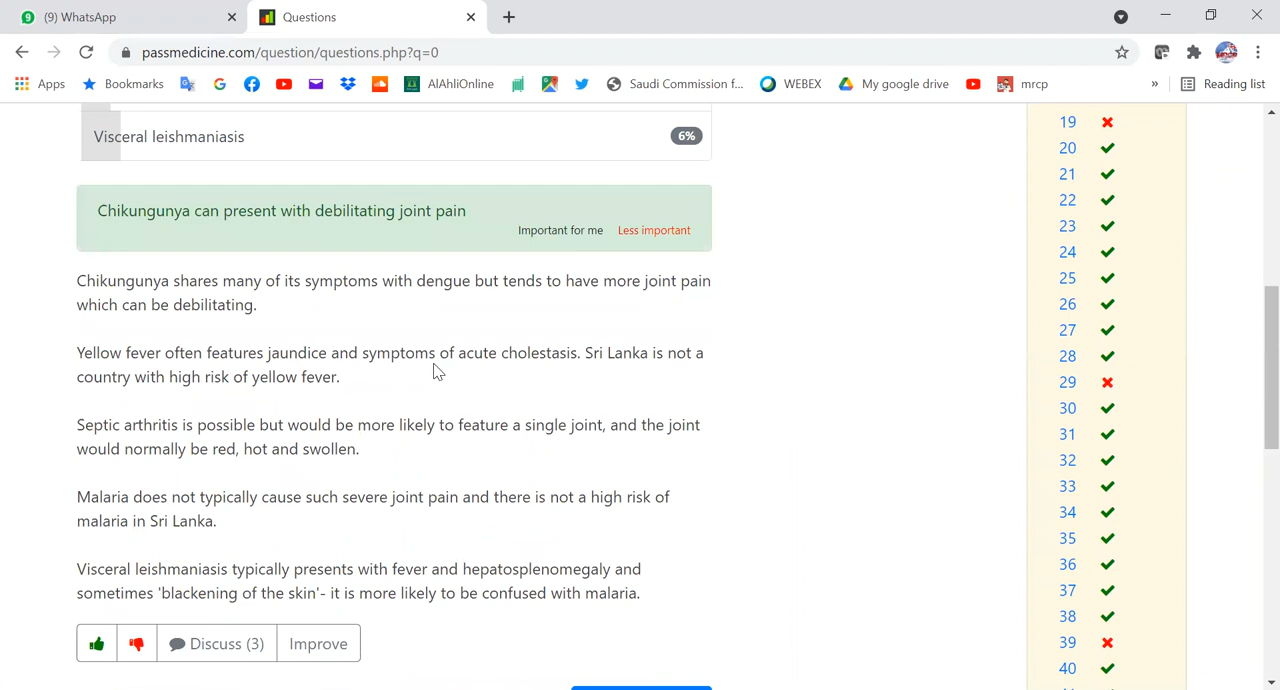 (9) WhatsApp
Questions
passmedicine.com/question/questions.php?q=0
Apps
Bookmarks
AlAhliOnline
Saudi Commission f...
WEBEX
My google drive
mrcp
»
Reading list
Visceral leishmaniasis
6%
Chikungunya can present with debilitating joint pain
Important for me Less important
Chikungunya shares many of its symptoms with dengue but tends to have more joint pain
which can be debilitating.
Yellow fever often features jaundice and symptoms of acute cholestasis. Sri Lanka is not a
country with high risk of yellow fever.
Septic arthritis is possible but would be more likely to feature a single joint, and the joint
would normally be red, hot and swollen.
Malaria does not typically cause such severe joint pain and there is not a high risk of
malaria in Sri Lanka.
Visceral leishmaniasis typically presents with fever and hepatosplenomegaly and
sometimes 'blackening of the skin'- it is more likely to be confused with malaria.
Discuss (3)
Improve
19
20
21
22
23
24
25
26
27
28
29
30
31
32
33
34
35
36
37
38
39
40